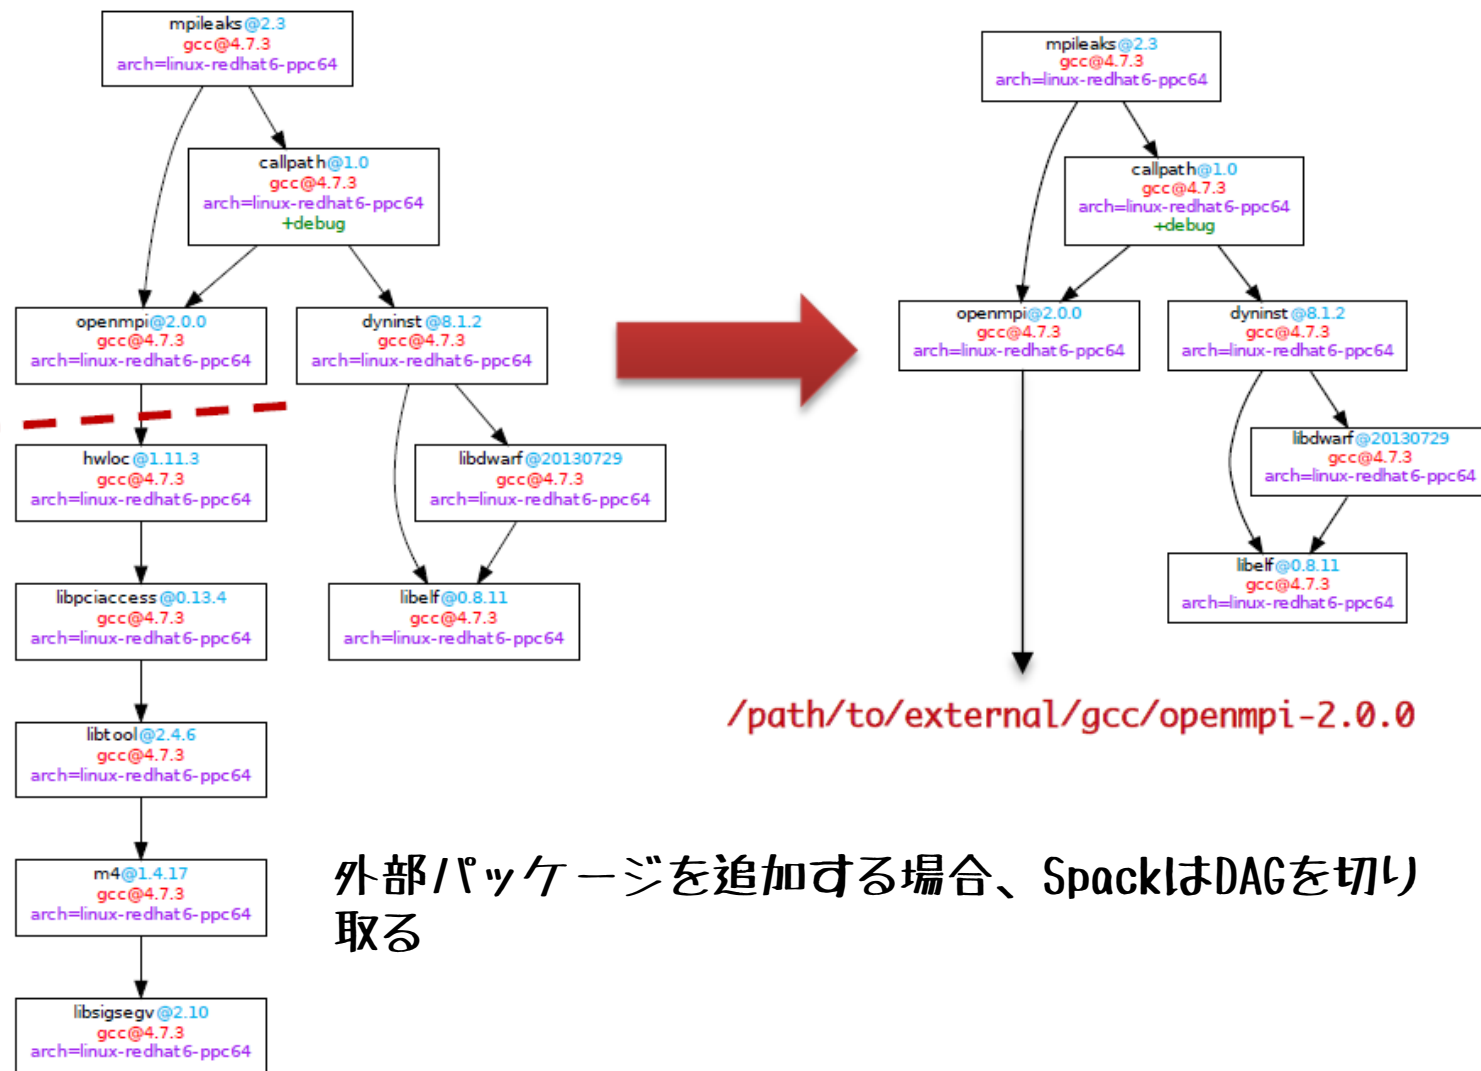 mpileaks@2.3
gcc@4.7.3
arch=linux-redhat6-ppc64
callpath@1.0
gcc@4.7.3
arch=linux-redhat6-ppc64
+debug
openmpi@2.0.0
gcc@4.7.3
arch=linux-redhat6-ppc64
dyninst@8.1.2
gcc@4.7.3
arch=linux-redhat6-ppc64
hwloc@1.11.3
gcc@4.7.3
arch=linux-redhat6-ppc64
libdwarf@20130729
gcc@4.7.3
arch=linux-redhat6-ppc64
libpciaccess@0.13.4
gcc@4.7.3
arch=linux-redhat6-ppc64
libelf@0.8.11
gcc@4.7.3
arch=linux-redhat6-ppc64
libtool@2.4.6
gcc@4.7.3
arch=linux-redhat6-ppc64
m4@1.4.17
gcc@4.7.3
arch=linux-redhat6-ppc64
libsigsegv@2.10
gcc@4.7.3
arch=linux-redhat6-ppc64
mpileaks@2.3
gcc@4.7.3
arch=linux-redhat6-ppc64
callpath@1.0
gcc@4.7.3
arch=linux-redhat6-ppc64
+debug
openmpi@2.0.0
gcc@4.7.3
arch=linux-redhat6-ppc64
dyninst@8.1.2
gcc@4.7.3
arch=linux-redhat6-ppc64
libdwarf@20130729
gcc@4.7.3
arch=linux-redhat6-ppc64
libelf@0.8.11
gcc@4.7.3
arch=linux-redhat6-ppc64
/path/to/external/gcc/openmpi-2.0.0
外部パッケージを追加する場合、SpackはDAGを切り
取る